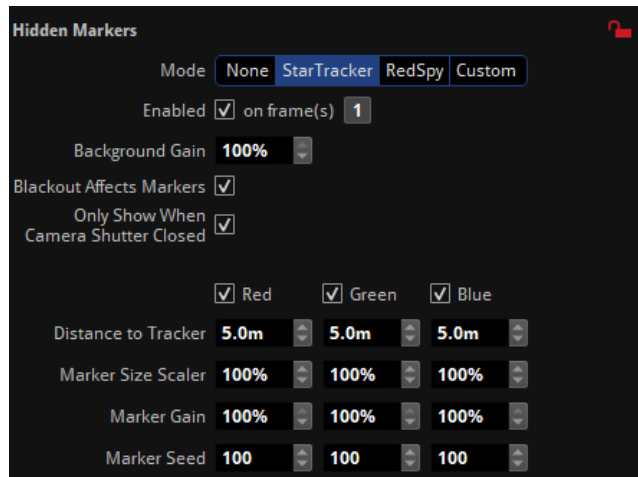 Hidden Markers
Mode None StarTracker RedSpy Custom
Enabled on frame(s) 1
Background Gain 100%
Blackout Affects Markers
Only Show When
Camera Shutter Closed
Red Green Blue
Distance to Tracker 5.0m 5.0m 5.0m
Marker Size Scaler 100% 100% 100%
Marker Gain 100% 100% 100%
Marker Seed 100 100 100